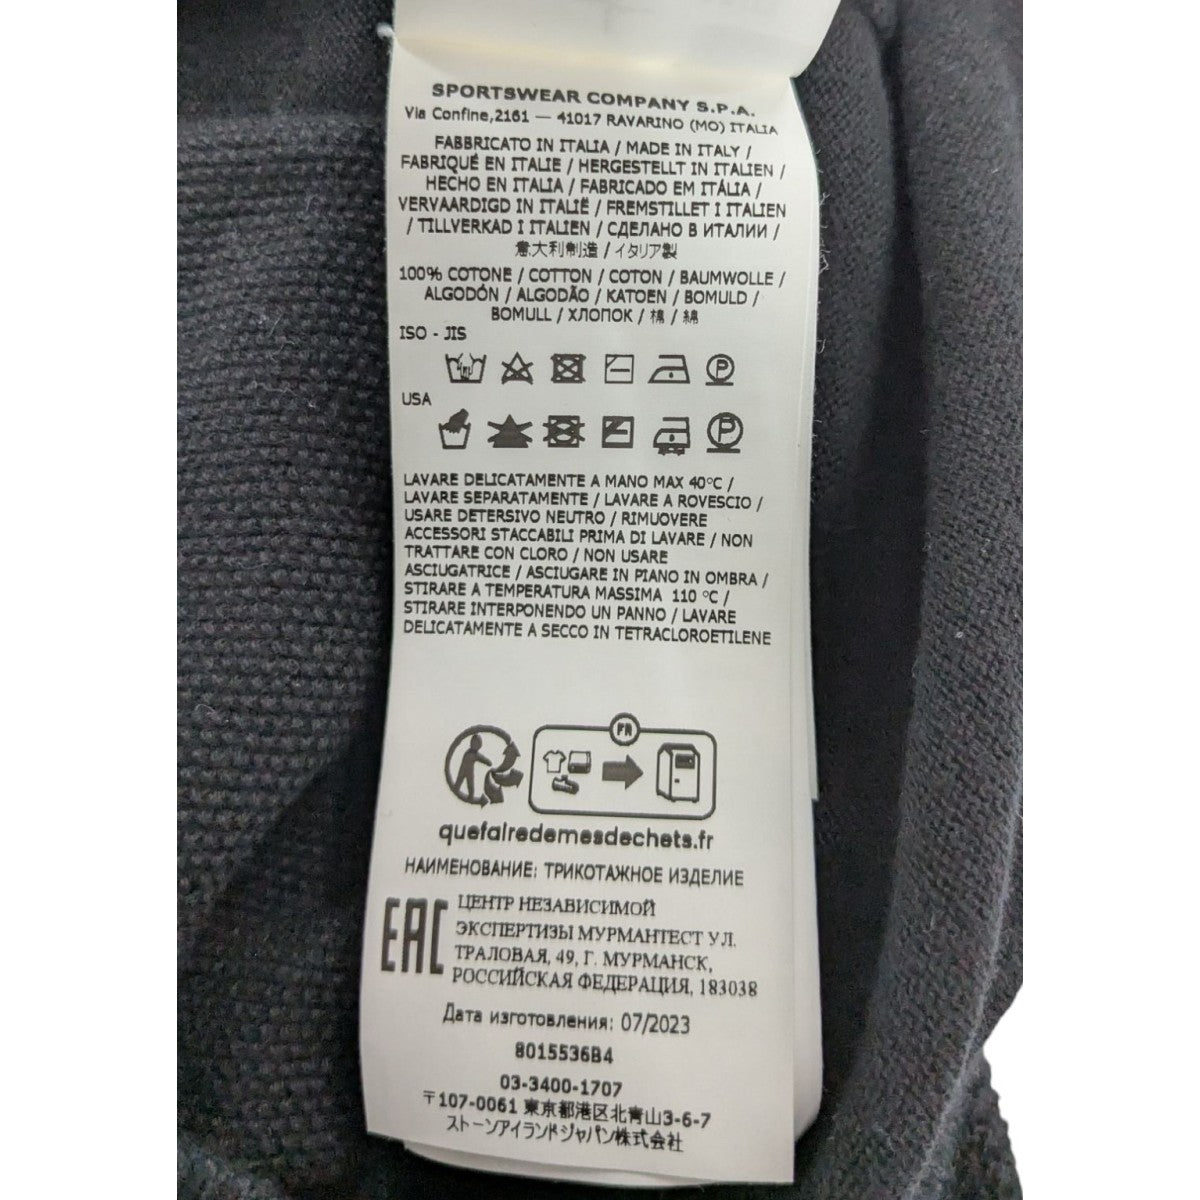 SPORTSWEAR COMPANY S.P.A.
Via Confine,2161 — 41017 RAVARINO (MO) ITALIA
FABBRICATO IN ITALIA / MADE IN ITALY /
FABRIQUÉ EN ITALIE / HERGESTELLT IN ITALIEN /
HECHO EN ITALIA / FABRICADO EM ITÁLIA /
VERVAARDIGD IN ITALIË / FREMSTILLET I ITALIEN
/ TILLVERKAD I ITALIEN / СДЕЛАНО В ИТАЛИИ /
意大利制造 / イタリア製
100% COTONE / COTTON / COTON / BAUMWOLLE /
ALGODÓN / ALGODÃO / KATOEN / BOMULD /
BOMULL / ХЛОПОК / 棉 / 綿
ISO - JIS
P
USA
P
LAVARE DELICATAMENTE A MANO MAX 40°C /
LAVARE SEPARATAMENTE / LAVARE A ROVESCIO /
USARE DETERSIVO NEUTRO / RIMUOVERE
ACCESSORI STACCABILI PRIMA DI LAVARE / NON
TRATTARE CON CLORO / NON USARE
ASCIUGATRICE / ASCIUGARE IN PIANO IN OMBRA /
STIRARE A TEMPERATURA MASSIMA 110 °C /
STIRARE INTERPONENDO UN PANNO / LAVARE
DELICATAMENTE A SECCO IN TETRACLOROETILENE
FR
quefairedemesdechets.fr
НАИМЕНОВАНИЕ: ТРИКОТАЖНОЕ ИЗДЕЛИЕ
EAC
ЦЕНТР НЕЗАВИСИМОЙ
ЭКСПЕРТИЗЫ МУРМАНТЕСТ УЛ.
ТРАЛОВАЯ, 49, Г. МУРМАНСК,
РОССИЙСКАЯ ФЕДЕРАЦИЯ, 183038
Дата изготовления: 07/2023
8015536B4
03-3400-1707
〒107-0061 東京都港区北青山3-6-7
ストーンアイランドジャパン株式会社